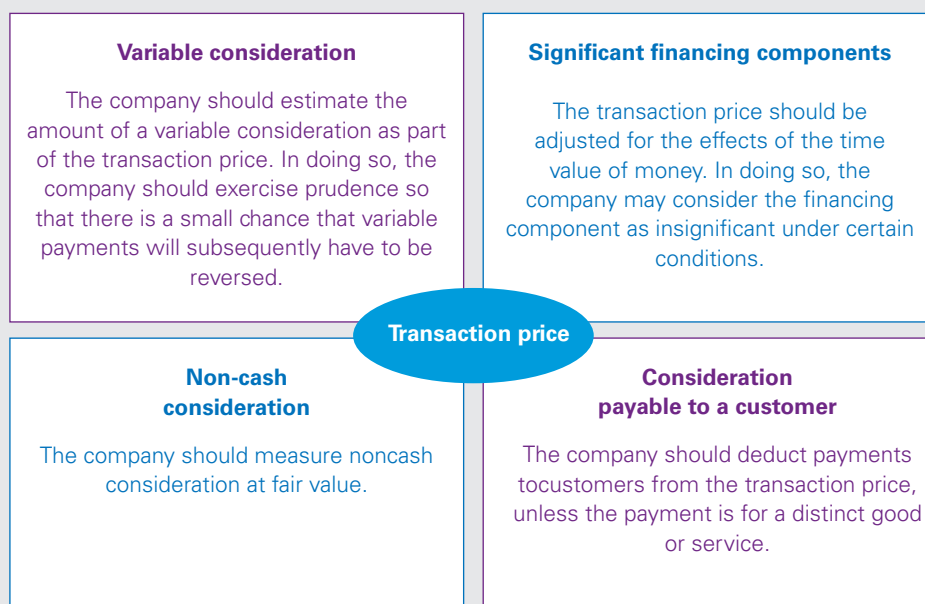 Variable consideration
The company should estimate the
amount of a variable consideration as part
of the transaction price. In doing so, the
company should exercise prudence so
that there is a small chance that variable
payments will subsequently have to be
reversed.
Significant financing components
The transaction price should be
adjusted for the effects of the time
value of money. In doing so, the
company may consider the financing
component as insignificant under certain
conditions.
Transaction price
Non-cash
consideration
The company should measure noncash
consideration at fair value.
Consideration
payable to a customer
The company should deduct payments
tocustomers from the transaction price,
unless the payment is for a distinct good
or service.